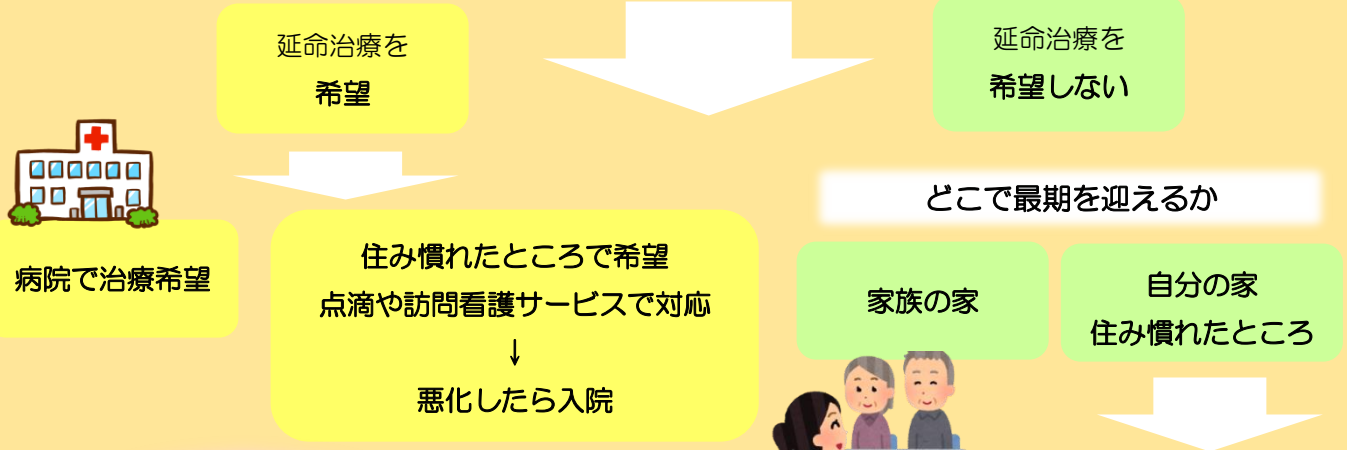 延命治療を
希望
延命治療を
希望しない
病院で治療希望
住み慣れたところで希望
点滴や訪問看護サービスで対応
↓
悪化したら入院
どこで最期を迎えるか
家族の家
自分の家
住み慣れたところ